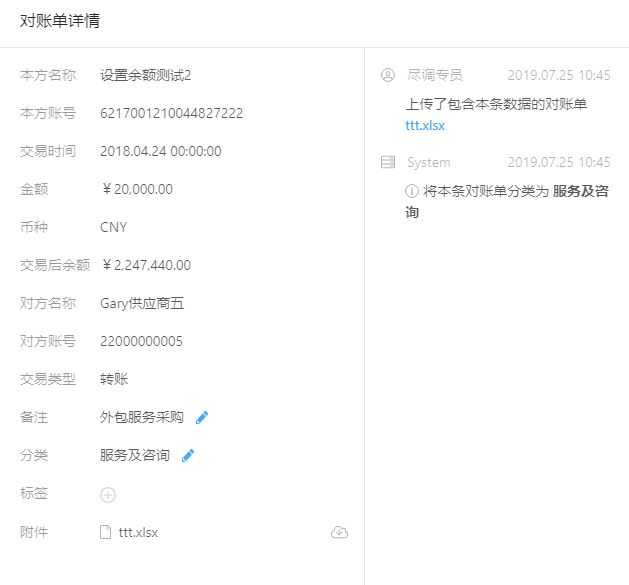 对账单详情
本方名称 设置余额测试2
本方账号 6217001210044827222
交易时间 2018.04.24 00:00:00
金额 ￥20,000.00
币种 CNY
交易后余额 ￥2,247,440.00
对方名称 Gary供应商五
对方账号 22000000005
交易类型 转账
备注 外包服务采购
分类 服务及咨询
标签
附件 ttt.xlsx
尽调专员 2019.07.25 10:45
上传了包含本条数据的对账单
ttt.xlsx
System 2019.07.25 10:45
将本条对账单分类为 服务及咨
询